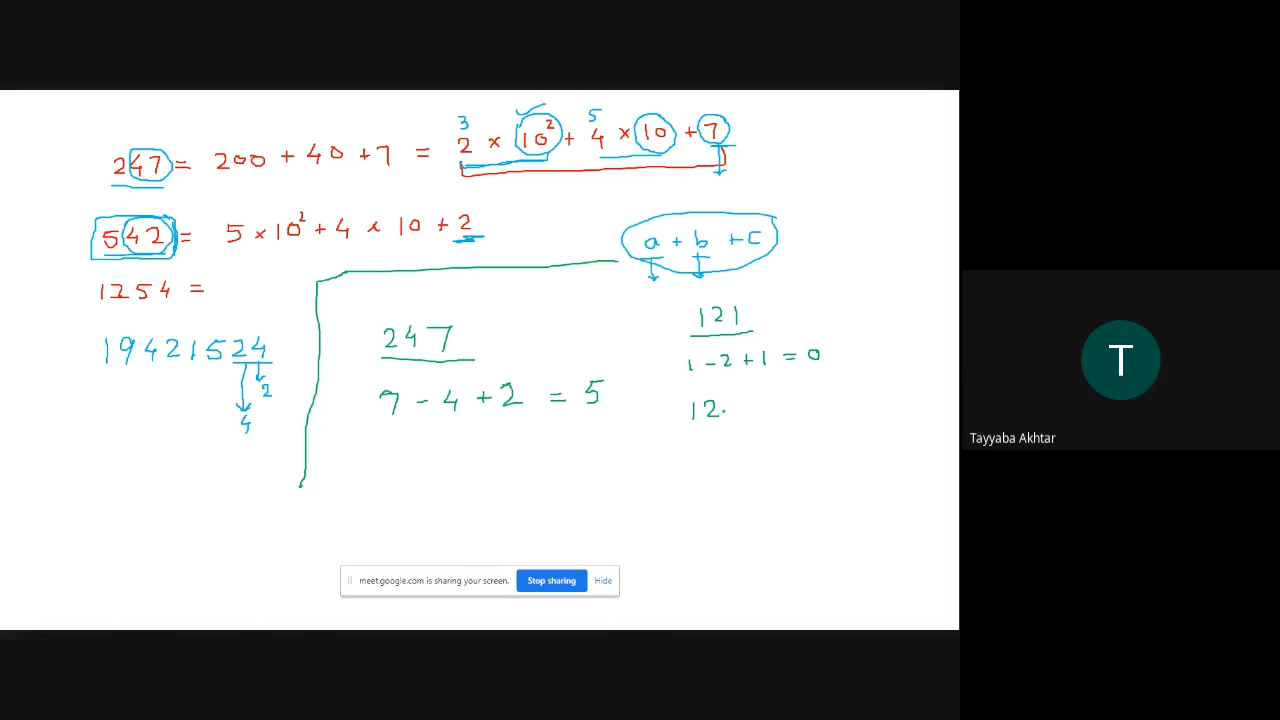 3 5
247 = 200 + 40 + 7 = 2 × 10² + 4 × 10 + 7
542 = 5 × 10² + 4 × 10 + 2
a + b + c
1254 =
1942151524
2
4
247
7 - 4 + 2 = 5
121
1 - 2 + 1 = 0
12.
Tayyaba Akhtar
T
meet.google.com is sharing your screen. Stop sharing Hide